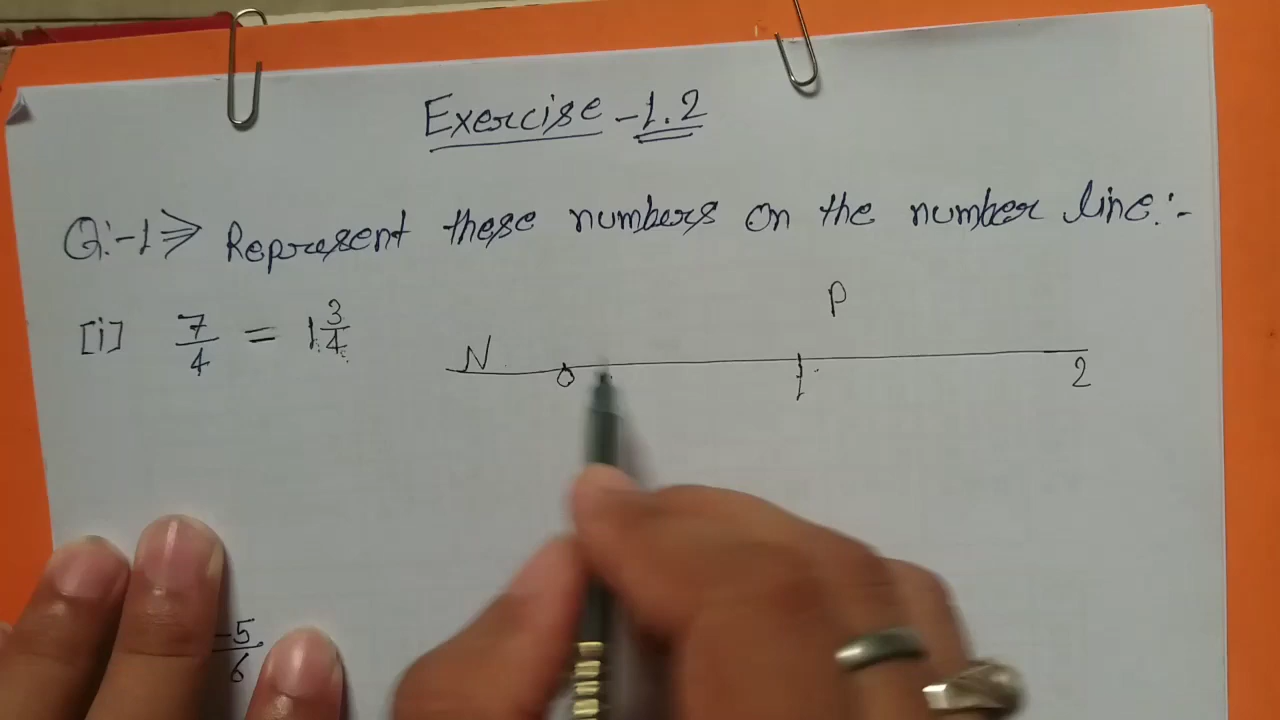 Exercise - 1.2
Q:-1⇒ Represent these numbers on the number line:-
[i] 7/4 = 1 3/4
P
N 0 1 2
-5/6